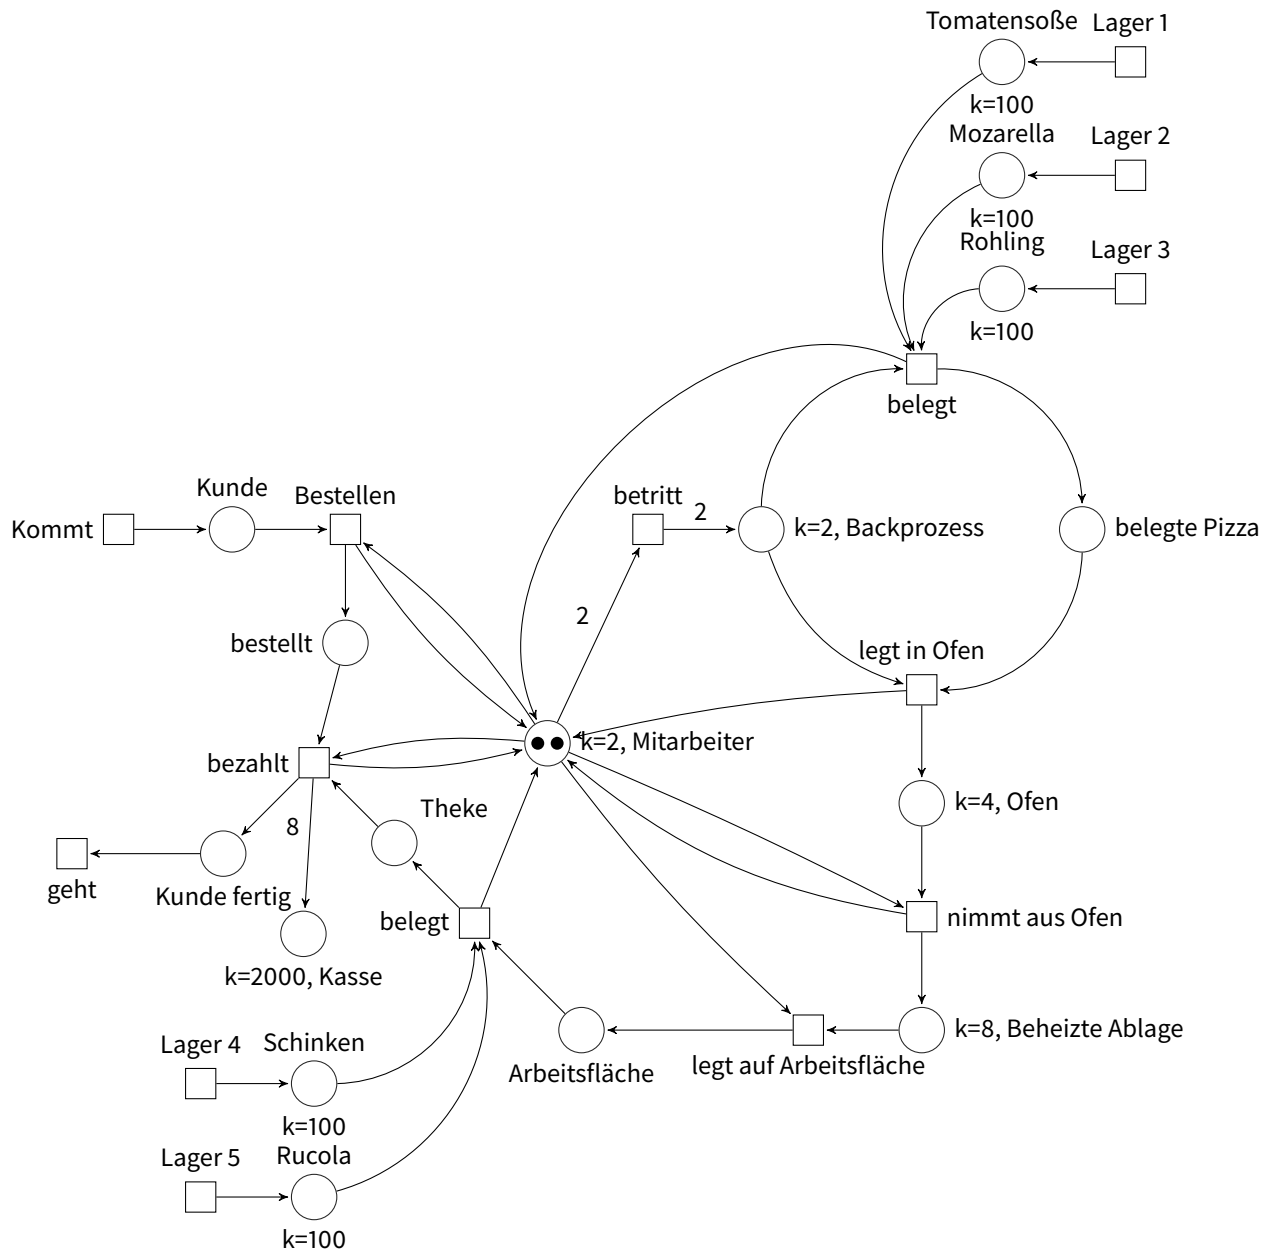 Tomatensoße
Lager 1
k=100
Mozarella
Lager 2
k=100
Rohling
Lager 3
k=100
belegt
Kunde
Bestellen
betritt
2
Kommt
k=2, Backprozess
belegte Pizza
2
bestellt
legt in Ofen
k=2, Mitarbeiter
bezahlt
Theke
k=4, Ofen
8
geht
Kunde fertig
belegt
nimmt aus Ofen
k=2000, Kasse
k=8, Beheizte Ablage
Lager 4
Schinken
Arbeitsfläche
legt auf Arbeitsfläche
k=100
Lager 5
Rucola
k=100